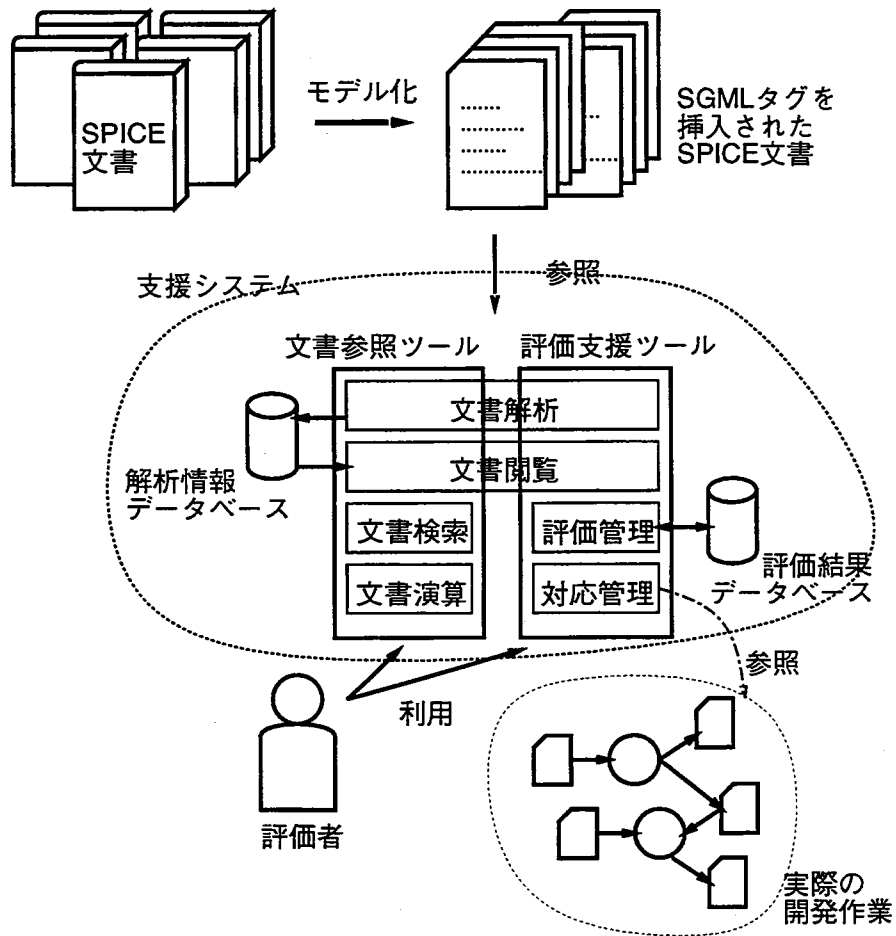 SPICE
文書
モデル化
SGMLタグを
挿入された
SPICE文書
支援システム
参照
文書参照ツール
評価支援ツール
文書解析
文書閲覧
解析情報
データベース
文書検索
評価管理
文書演算
対応管理
評価結果
データベース
参照
利用
評価者
実際の
開発作業